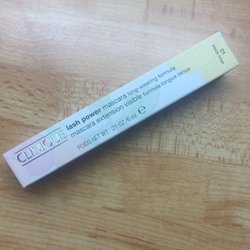 CLINIQUE
lash power mascara long-wearing formula
mascara extension visible formule longue tenue
POIDS NET WT. .21 OZ./6 ml ℮
01